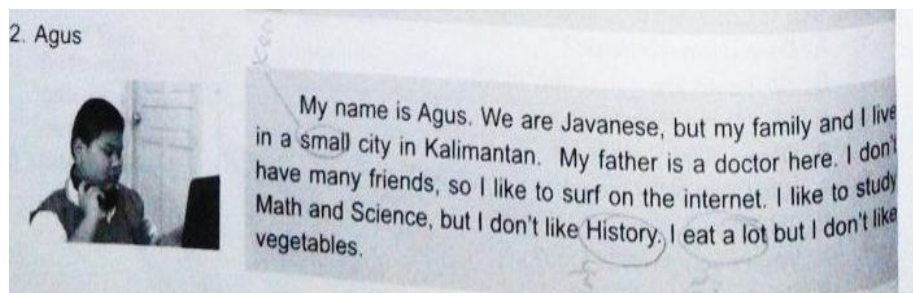 2. Agus
My name is Agus. We are Javanese, but my family and I live
in a small city in Kalimantan. My father is a doctor here. I don't
have many friends, so I like to surf on the internet. I like to study
Math and Science, but I don't like History. I eat a lot but I don't like
vegetables.